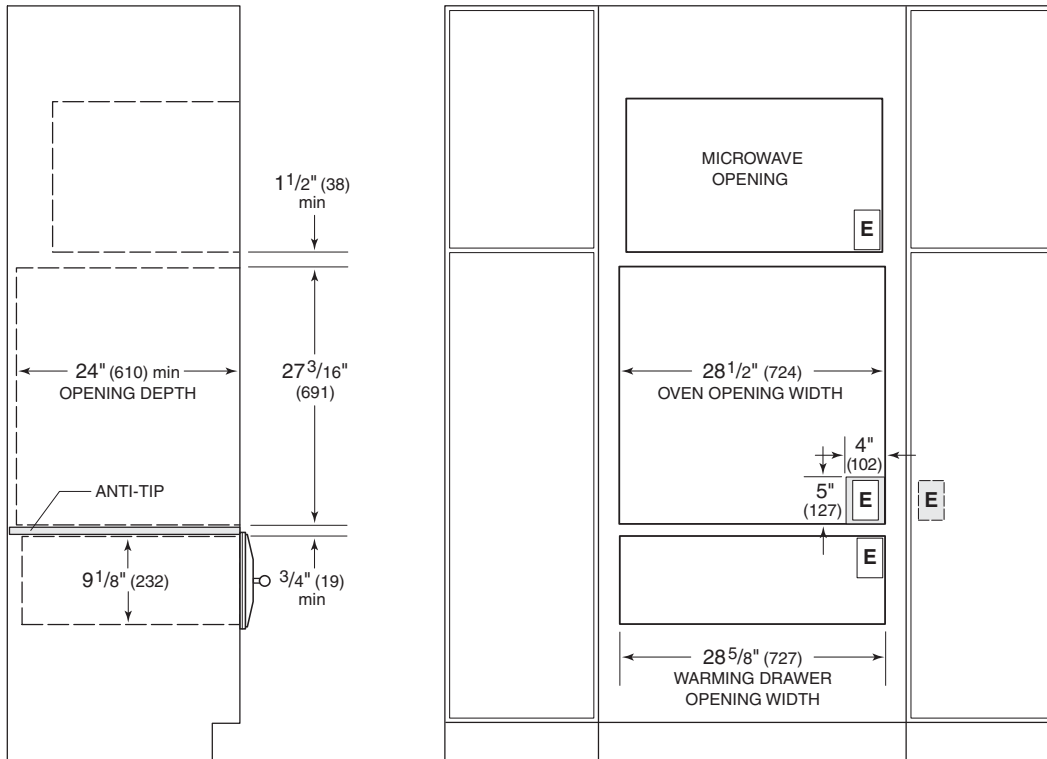 1 1/2" (38)
min
24" (610) min
OPENING DEPTH
27 3/16"
(691)
ANTI-TIP
9 1/8" (232)
3/4" (19)
min
MICROWAVE
OPENING
E
28 1/2" (724)
OVEN OPENING WIDTH
4"
(102)
5"
(127)
E
E
E
28 5/8" (727)
WARMING DRAWER
OPENING WIDTH